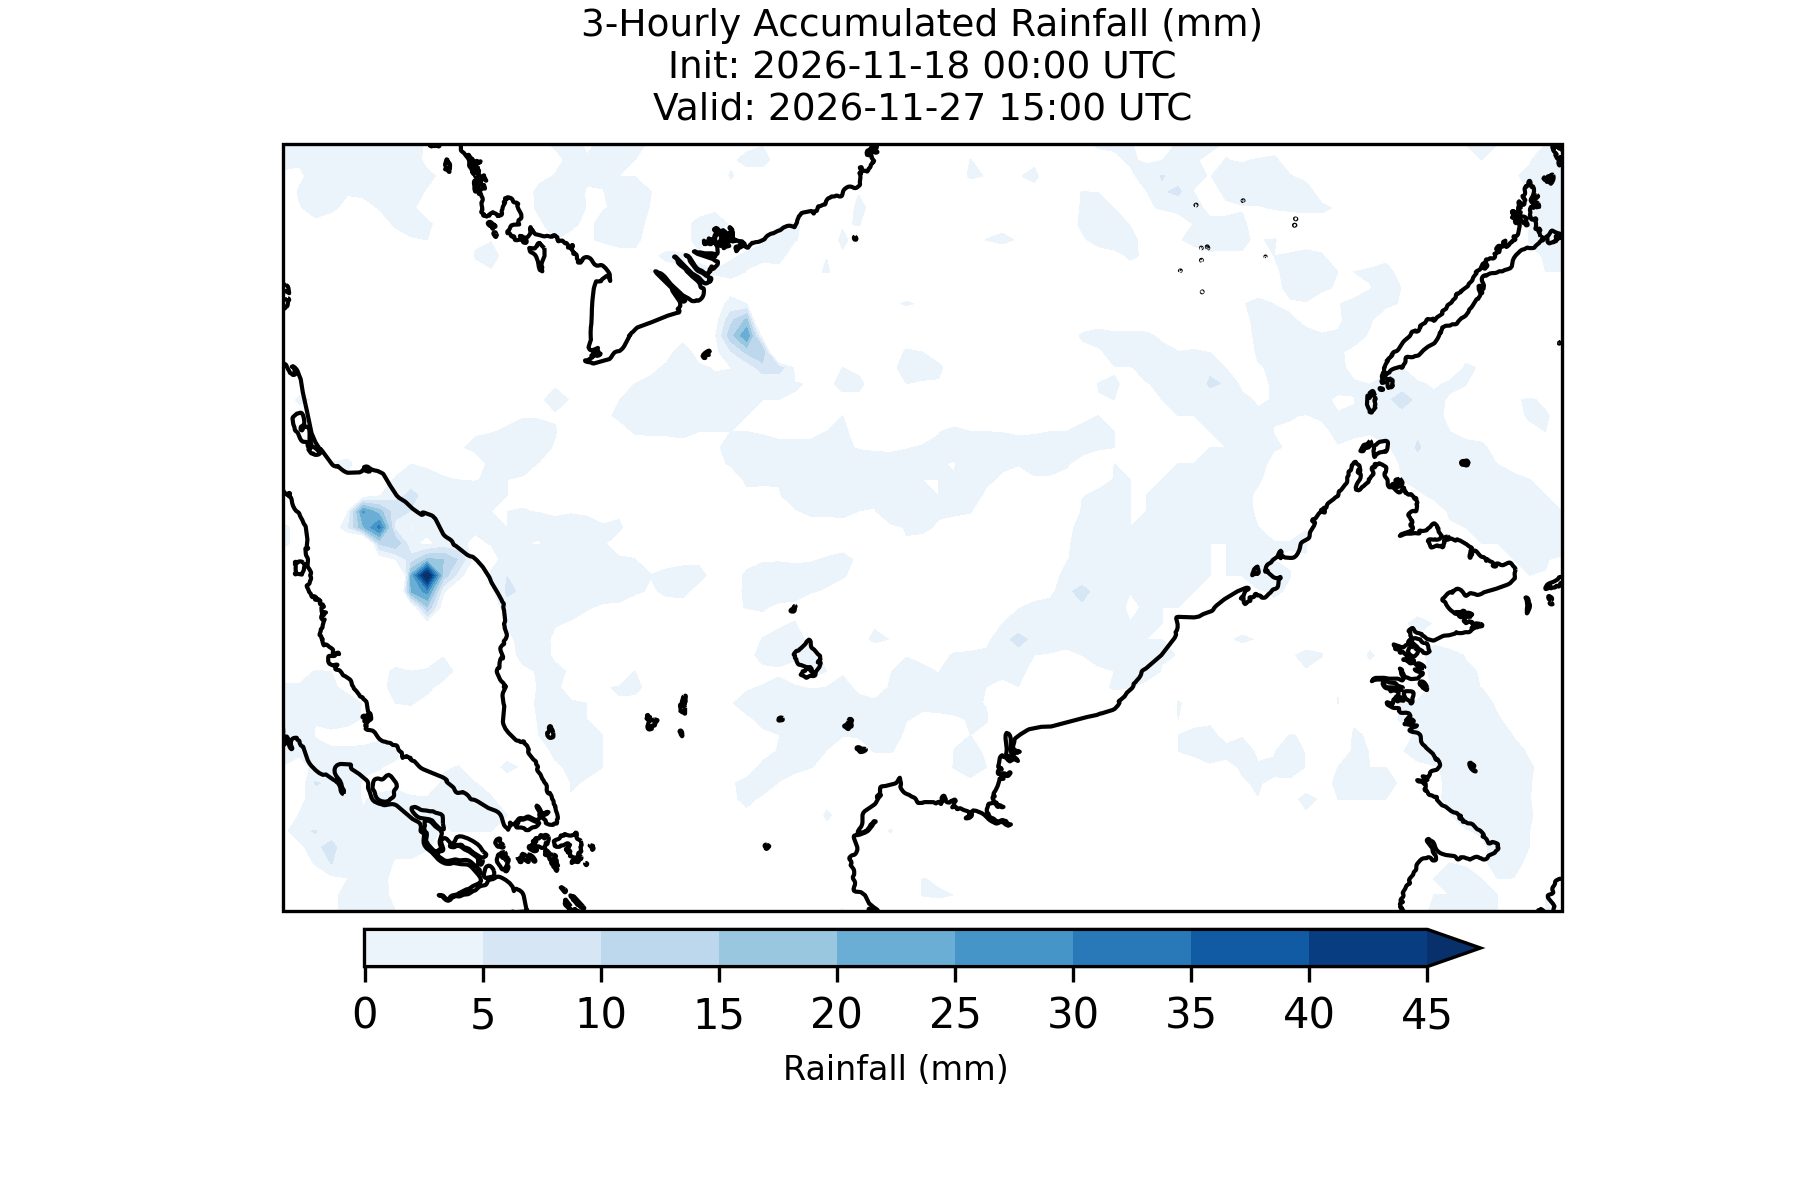 3-Hourly Accumulated Rainfall (mm)
Init: 2026-11-18 00:00 UTC
Valid: 2026-11-27 15:00 UTC
0 5 10 15 20 25 30 35 40 45
Rainfall (mm)